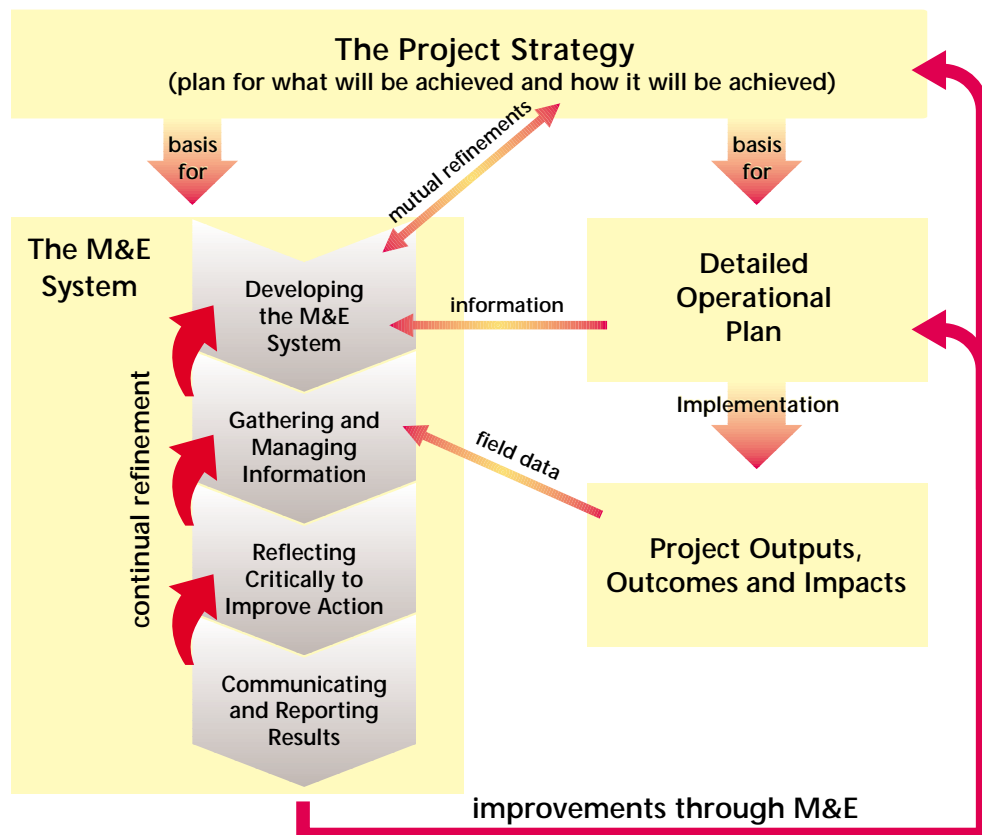 The Project Strategy
(plan for what will be achieved and how it will be achieved)
basis
for
mutual refinements
basis
for
The M&E
System
Developing
the M&E
System
information
Detailed
Operational
Plan
continual refinement
Gathering and
Managing
Information
field data
Implementation
Reflecting
Critically to
Improve Action
Project Outputs,
Outcomes and Impacts
Communicating
and Reporting
Results
improvements through M&E